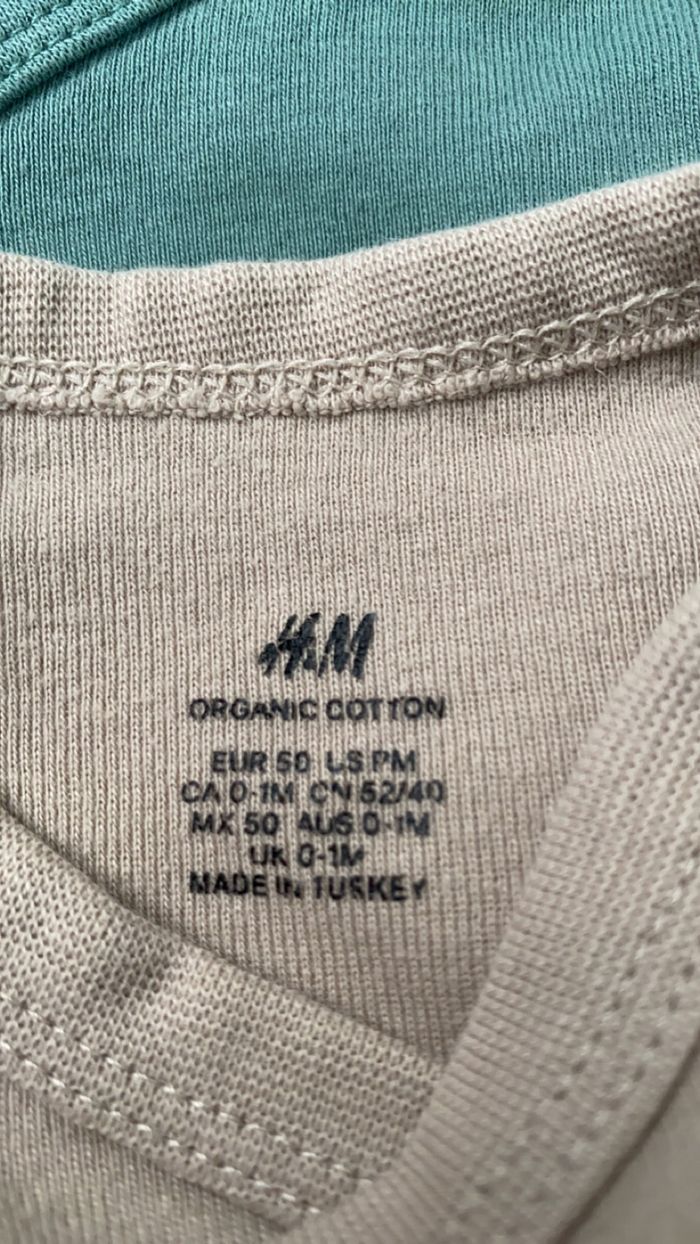 H&M
ORGANIC COTTON
EUR 50 US PM
CA 0-1M CN 52/40
MX 50 AUS 0-1M
UK 0-1M
MADE IN TURKEY